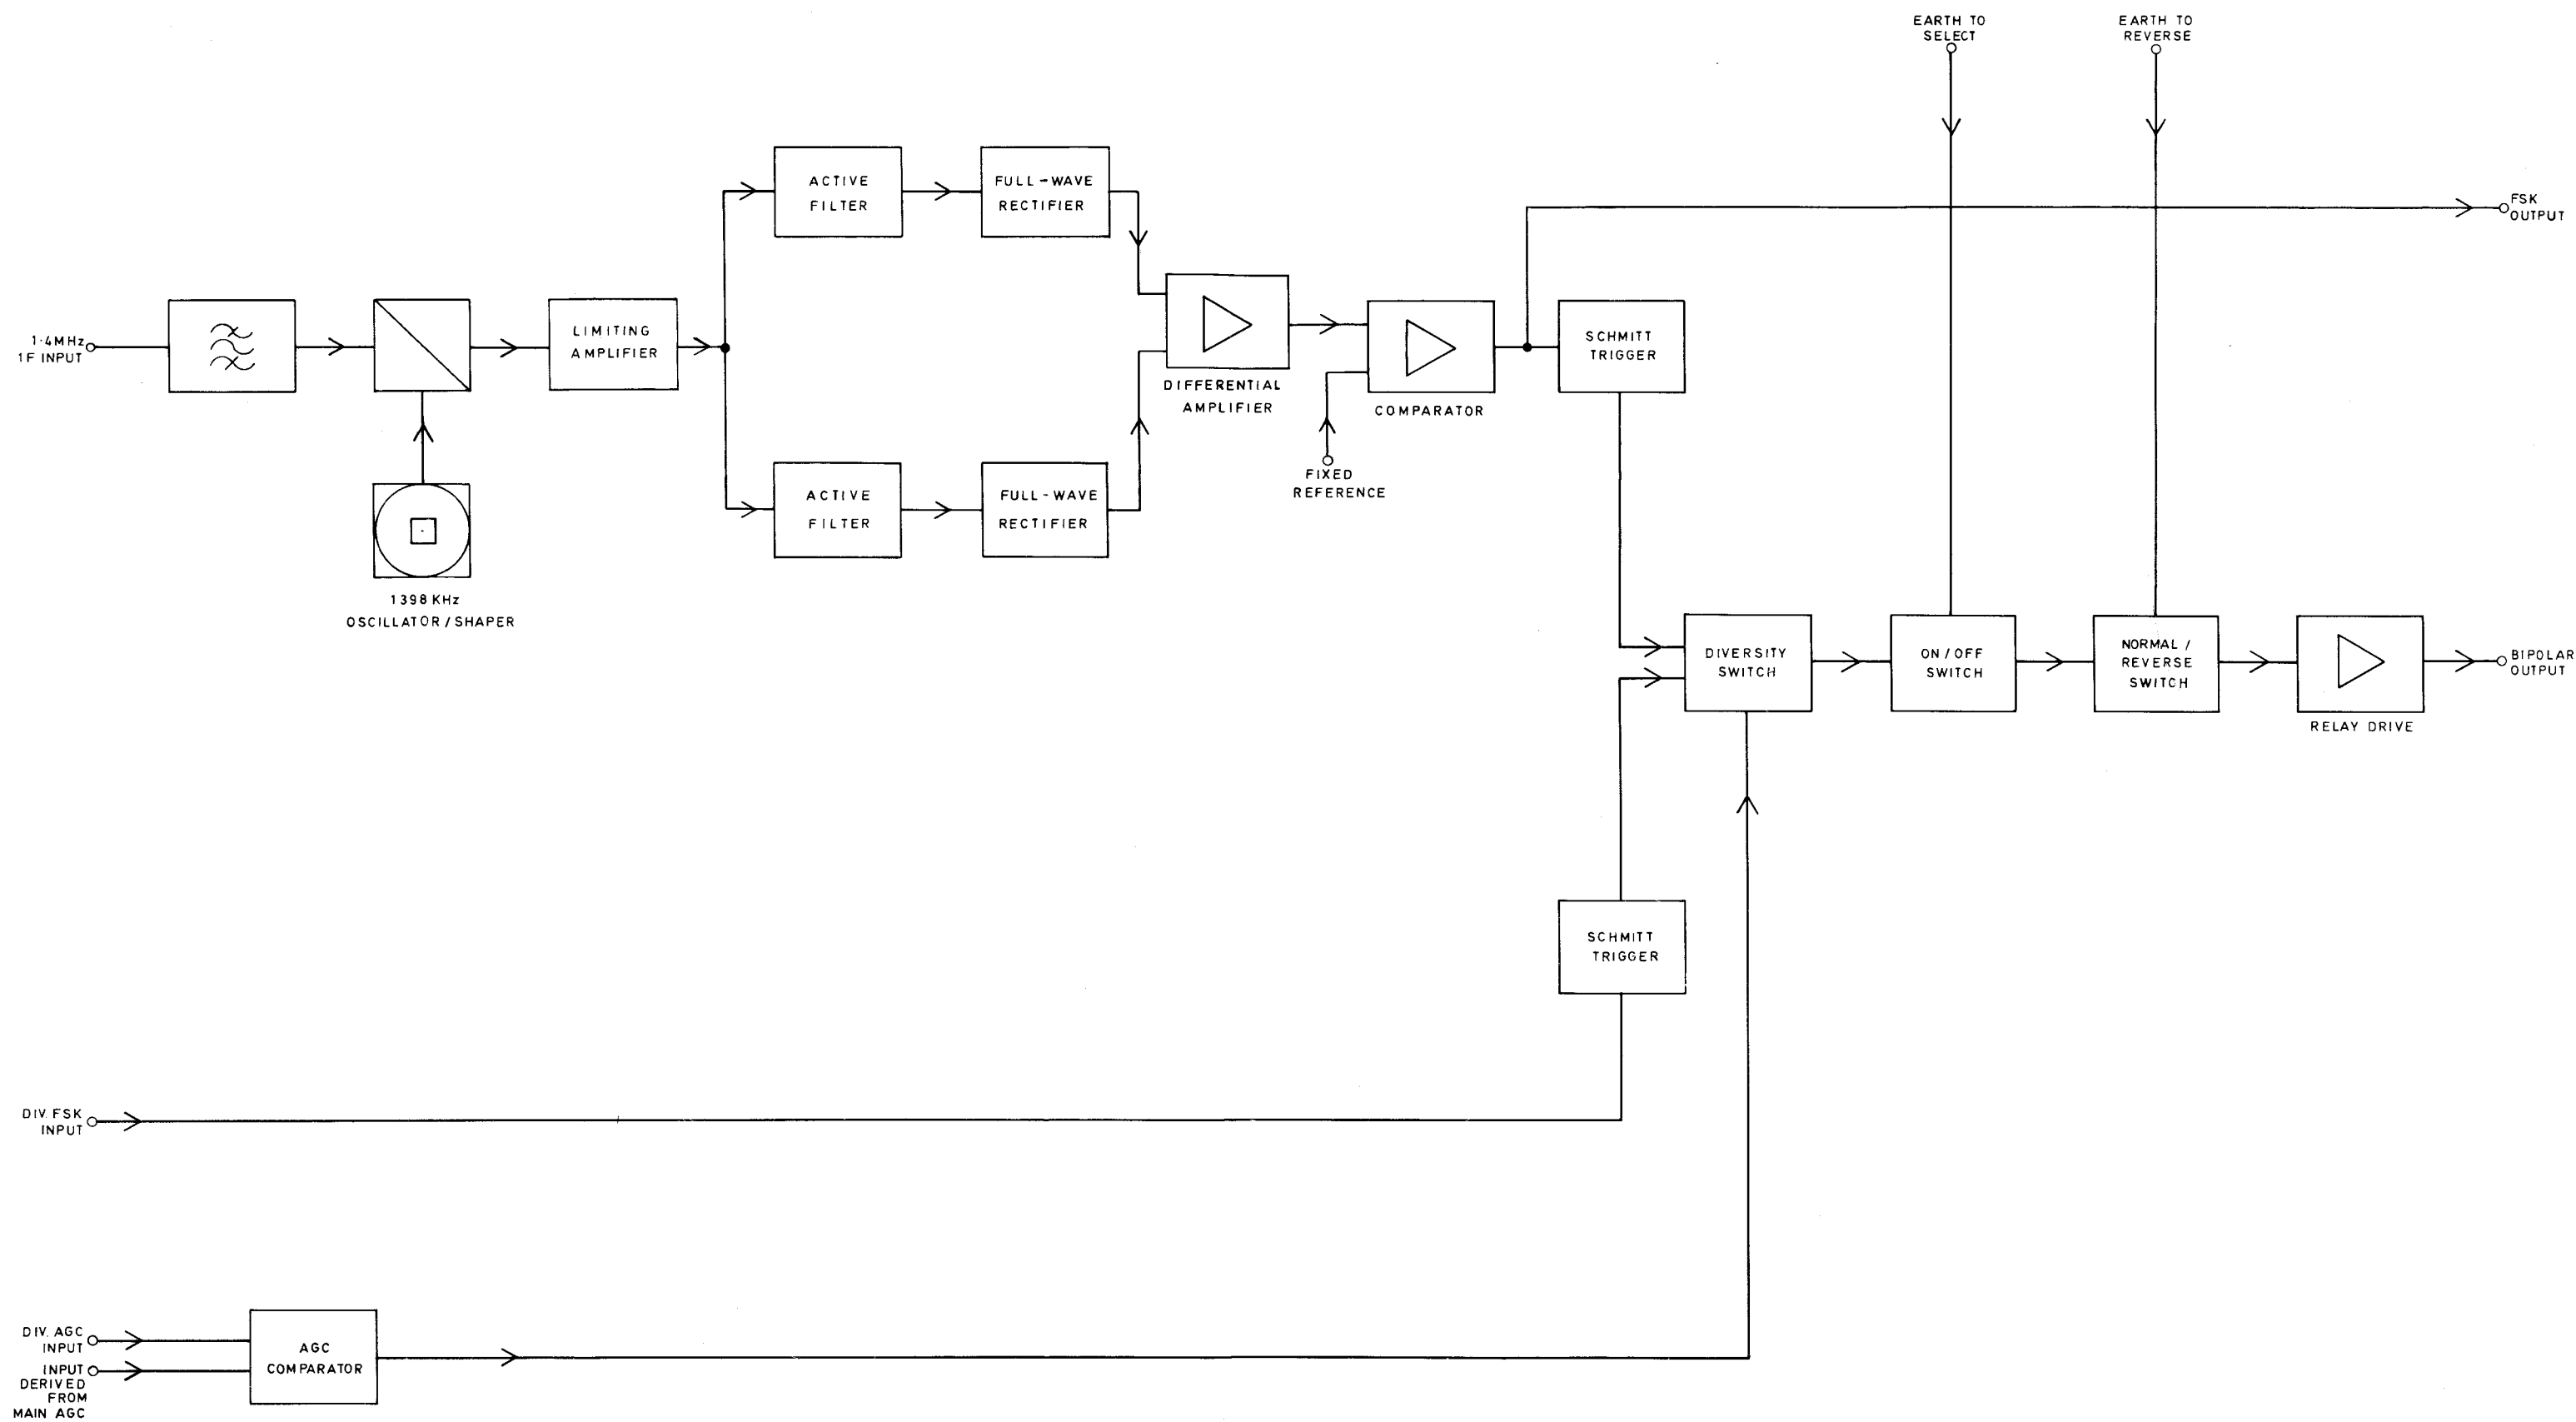 EARTH TO
SELECT
EARTH TO
REVERSE
ACTIVE
FILTER
FULL-WAVE
RECTIFIER
FSK
OUTPUT
1·4MHz
1F INPUT
LIMITING
AMPLIFIER
DIFFERENTIAL
AMPLIFIER
COMPARATOR
SCHMITT
TRIGGER
FIXED
REFERENCE
ACTIVE
FILTER
FULL-WAVE
RECTIFIER
1398 KHz
OSCILLATOR/SHAPER
DIVERSITY
SWITCH
ON/OFF
SWITCH
NORMAL/
REVERSE
SWITCH
RELAY DRIVE
BIPOLAR
OUTPUT
SCHMITT
TRIGGER
DIV. FSK
INPUT
DIV. AGC
INPUT
INPUT
DERIVED
FROM
MAIN AGC
AGC
COMPARATOR